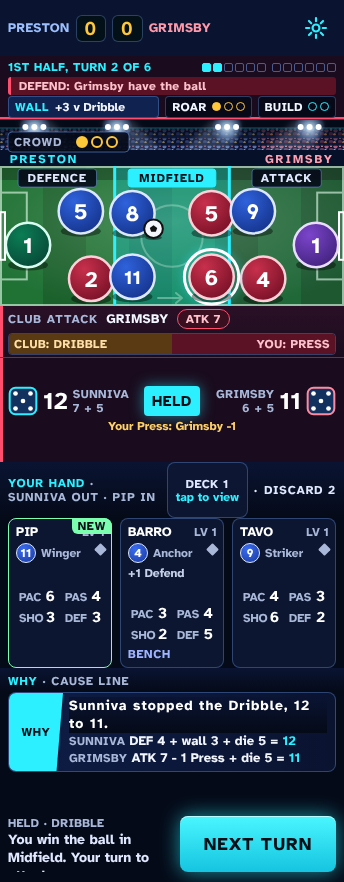 PRESTON 0 0 GRIMSBY
1ST HALF, TURN 2 OF 6
DEFEND: Grimsby have the ball
WALL +3 v Dribble ROAR BUILD
CROWD
PRESTON GRIMSBY
DEFENCE MIDFIELD ATTACK
5 8 5 9
1 1
2 11 6 4
CLUB ATTACK GRIMSBY ATK 7
CLUB: DRIBBLE YOU: PRESS
12 SUNNIVA 7 + 5 HELD GRIMSBY 6 + 5 11
Your Press: Grimsby -1
YOUR HAND ·
SUNNIVA OUT · PIP IN
DECK 1
tap to view
· DISCARD 2
NEW
PIP
11 Winger
PAC 6 PAS 4
SHO 3 DEF 3
BARRO LV 1
4 Anchor
+1 Defend
PAC 3 PAS 4
SHO 2 DEF 5
BENCH
TAVO LV 1
9 Striker
PAC 4 PAS 3
SHO 6 DEF 2
WHY · CAUSE LINE
WHY
Sunniva stopped the Dribble, 12
to 11.
SUNNIVA DEF 4 + wall 3 + die 5 = 12
GRIMSBY ATK 7 - 1 Press + die 5 = 11
HELD · DRIBBLE
You win the ball in
Midfield. Your turn to
NEXT TURN